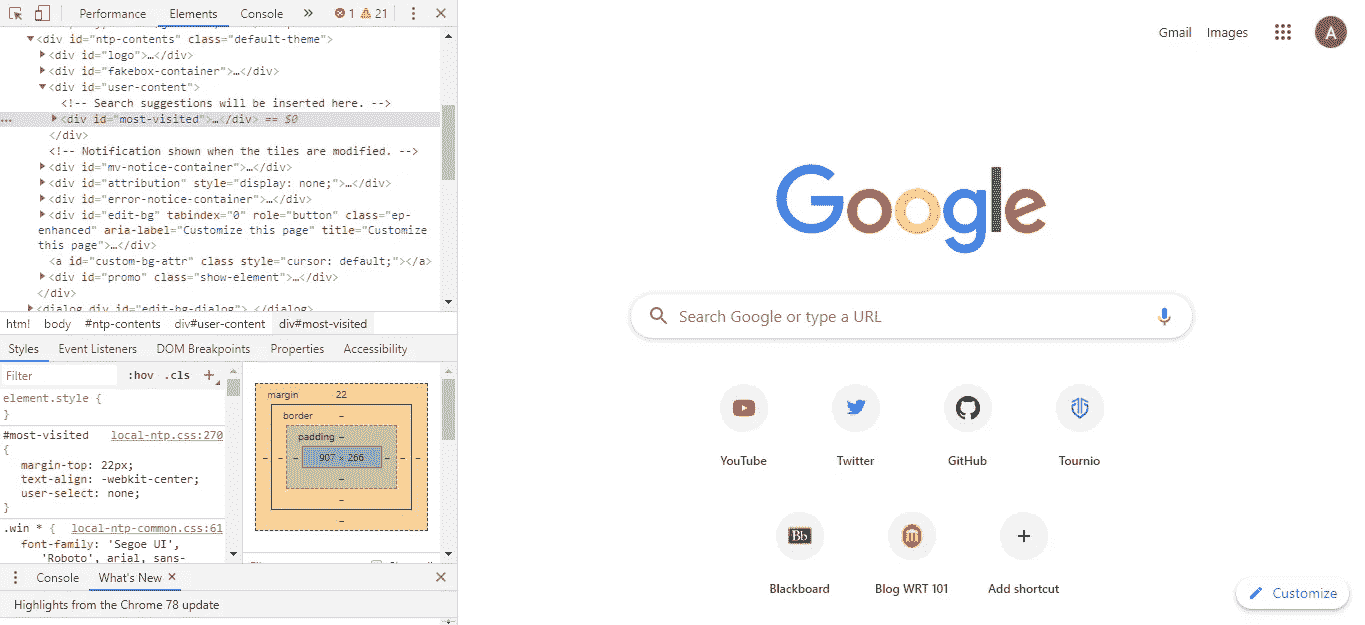 Performance Elements Console » 1 21
<div id="ntp-contents" class="default-theme">
<div id="logo">…</div>
<div id="fakebox-container">…</div>
<div id="user-content">
<!-- Search suggestions will be inserted here. -->
<div id="most-visited">…</div> == $0
</div>
<!-- Notification shown when the tiles are modified. -->
<div id="mv-notice-container">…</div>
<div id="attribution" style="display: none;">…</div>
<div id="error-notice-container">…</div>
<div id="edit-bg" tabindex="0" role="button" class="ep-
enhanced" aria-label="Customize this page" title="Customize
this page">…</div>
<a id="custom-bg-attr" class style="cursor: default;"></a>
<div id="promo" class="show-element">…</div>
</div>
html body #ntp-contents div#user-content div#most-visited
Styles Event Listeners DOM Breakpoints Properties Accessibility
Filter :hov .cls +
element.style {
}
#most-visited local-ntp.css:270
{
margin-top: 22px;
text-align: -webkit-center;
user-select: none;
}
.win * { local-ntp-common.css:61
font-family: 'Segoe UI',
'Roboto', arial, sans-
margin 22
border –
padding –
907 × 266
Console What's New
Highlights from the Chrome 78 update
Gmail Images A
Google
Search Google or type a URL
YouTube Twitter GitHub Tournio
Bb
Blackboard Blog WRT 101 Add shortcut
Customize